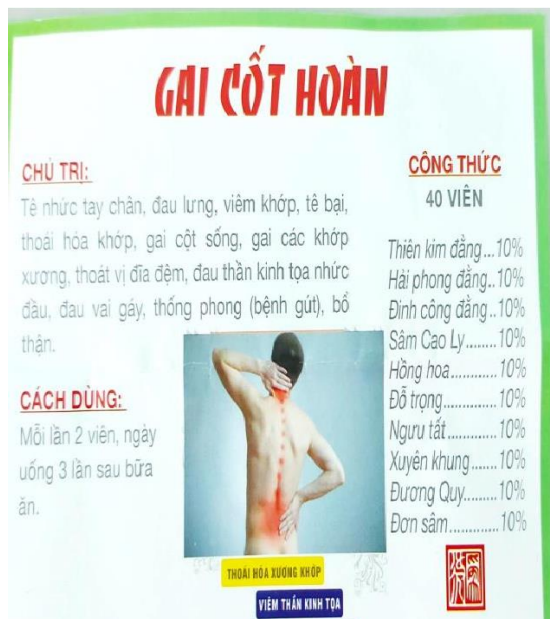 GAI CỐT HOÀN
CHỦ TRỊ:
Tê nhức tay chân, đau lưng, viêm khớp, tê bại,
thoái hóa khớp, gai cột sống, gai các khớp
xương, thoát vị đĩa đệm, đau thần kinh tọa nhức
đầu, đau vai gáy, thống phong (bệnh gút), bổ
thận.
CÁCH DÙNG:
Mỗi lần 2 viên, ngày
uống 3 lần sau bữa
ăn.
CÔNG THỨC
40 VIÊN
Thiên kim đằng...10%
Hải phong đằng..10%
Đinh công đằng..10%
Sâm Cao Ly........10%
Hồng hoa............10%
Đỗ trọng..............10%
Ngưu tất.............10%
Xuyên khung.......10%
Đương Quy.........10%
Đơn sâm.............10%
THOÁI HÓA XƯƠNG KHỚP
VIÊM THẦN KINH TỌA